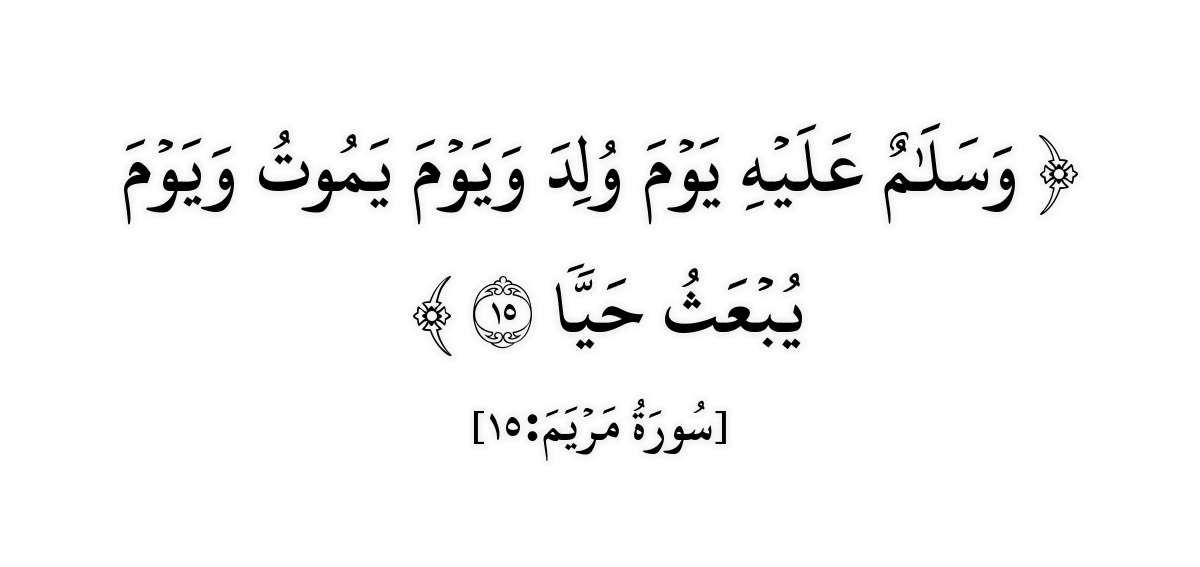 ﴿ وَسَلَـٰمٌ عَلَيۡهِ يَوۡمَ وُلِدَ وَيَوۡمَ يَمُوتُ وَيَوۡمَ
يُبۡعَثُ حَيࣰّا ١٥ ﴾
[سُورَةُ مَرۡيَمَ:١٥]